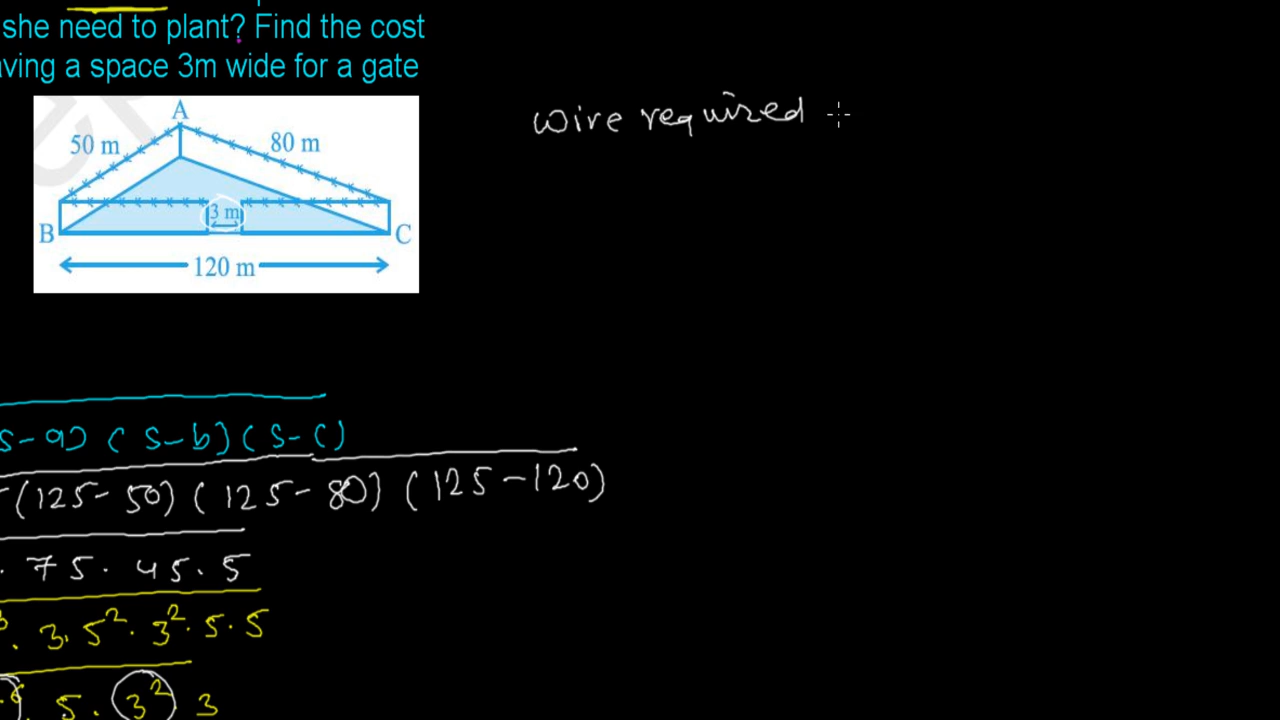 she need to plant? Find the cost
aving a space 3m wide for a gate
wire required
A
50 m
80 m
3 m
B
C
120 m
s-a) (s-b) (s-c)
(125-50) (125-80) (125-120)
. 75. 45. 5
. 3. 5². 3². 5. 5
. 5. 3² 3